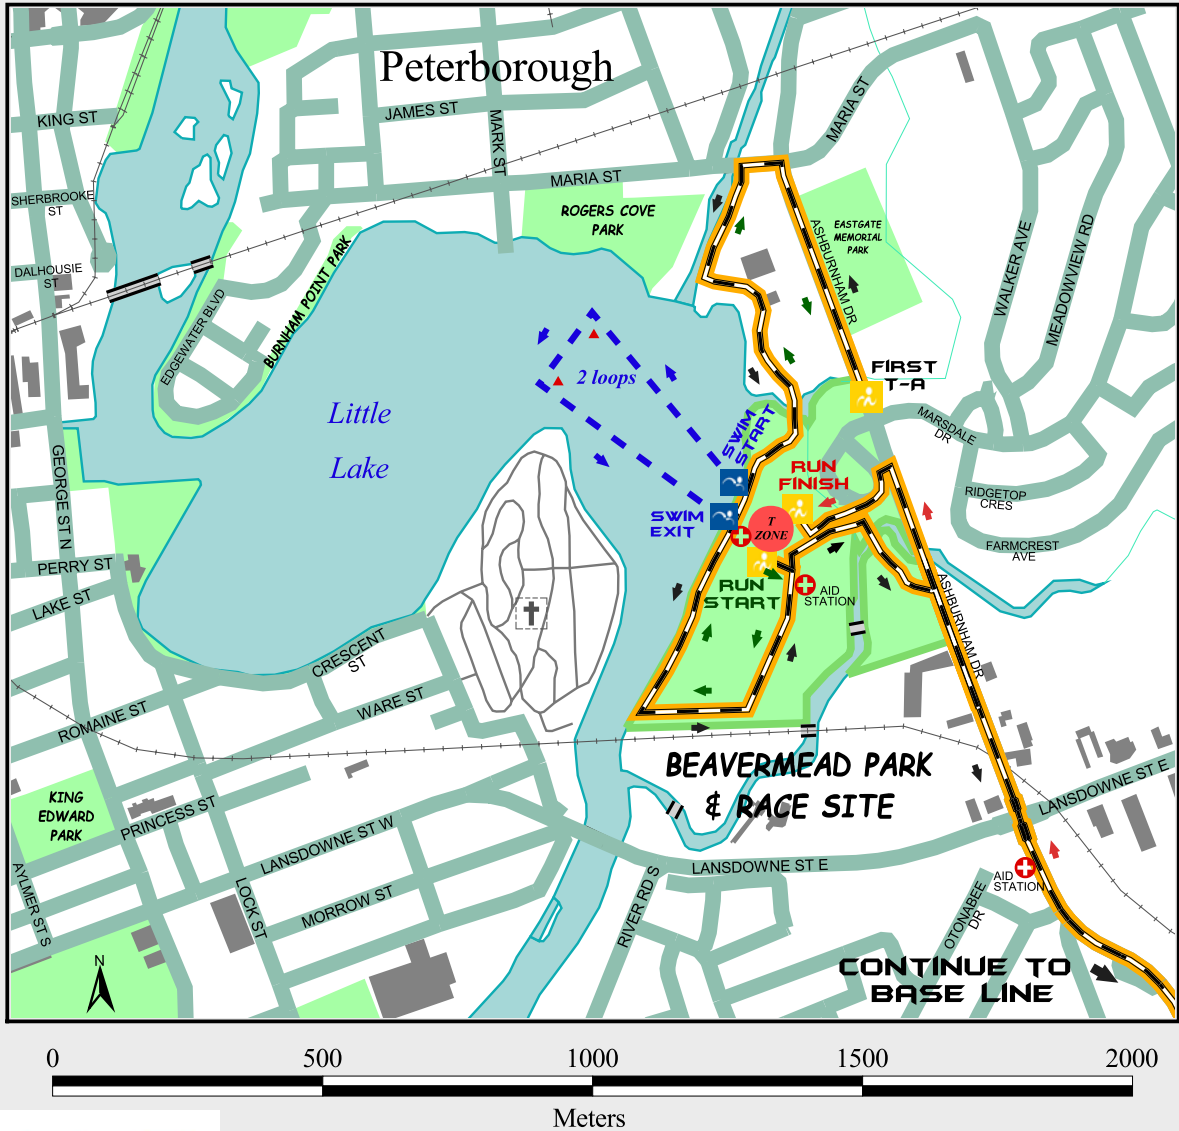 Peterborough
KING ST
JAMES ST
MARK ST
MARIA ST
MARIA ST
SHERBROOKE
ST
ROGERS COVE
PARK
EASTGATE
MEMORIAL
PARK
ASHBURNHAM DR
WALKER AVE
MEADOWVIEW RD
DALHOUSIE
ST
EDGEWATER BLVD
BURNHAM POINT PARK
2 loops
FIRST
T-A
Little
Lake
SWIM
START
MARSDALE
DR
GEORGE ST N
RUN
FINISH
RIDGETOP
CRES
SWIM
EXIT
T
ZONE
FARMCREST
AVE
PERRY ST
RUN
START
AID
STATION
ASHBURNHAM DR
LAKE ST
CRESCENT
ST
ROMAINE ST
WARE ST
BEAVERMEAD PARK
& RACE SITE
KING
EDWARD
PARK
PRINCESS ST
LANSDOWNE ST W
LANSDOWNE ST E
LANSDOWNE ST E
AYLMER ST S
LOCK ST
MORROW ST
RIVER RD S
AID
STATION
OTONABEE
DR
CONTINUE TO
BASE LINE
N
0 500 1000 1500 2000
Meters